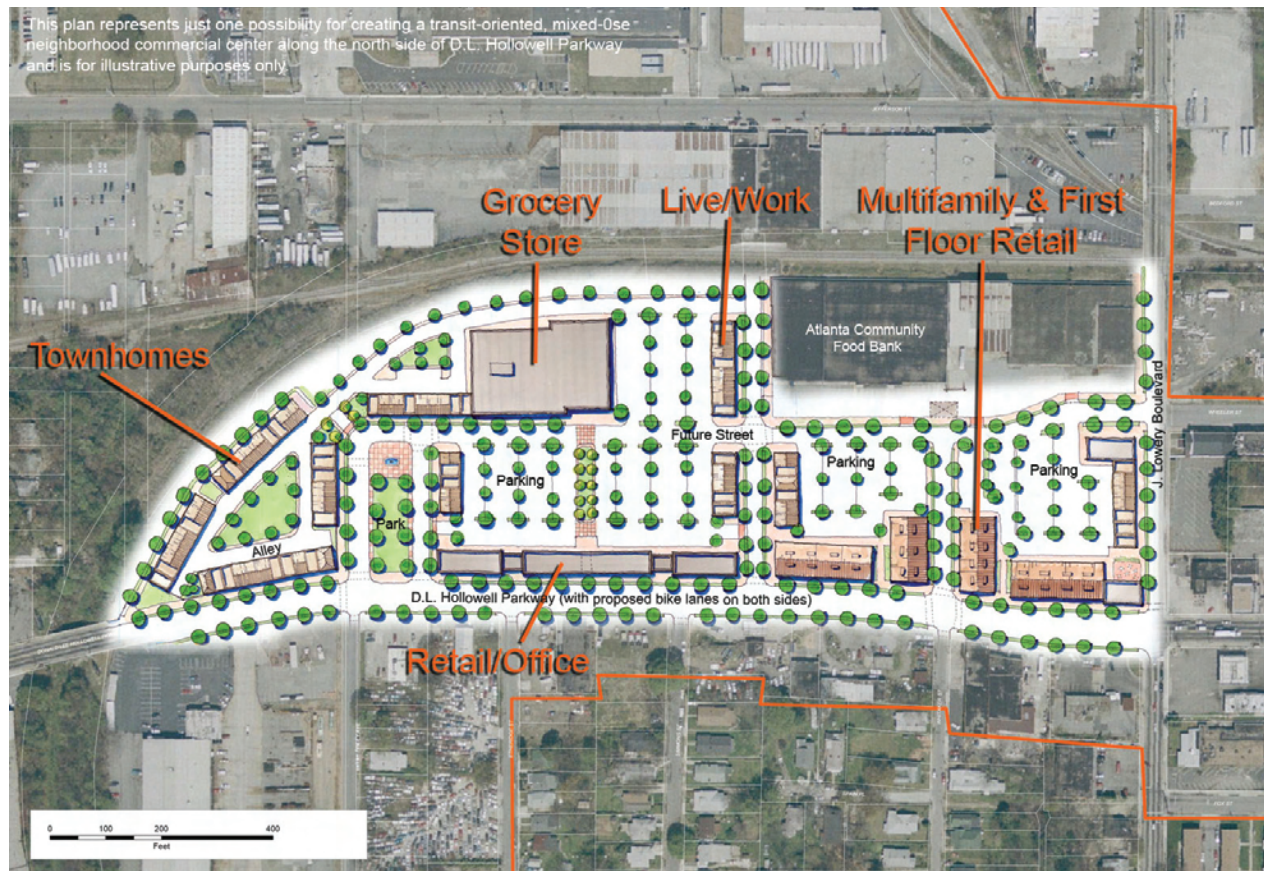 This plan represents just one possibility for creating a transit-oriented, mixed-0se
neighborhood commercial center along the north side of D.L. Hollowell Parkway
and is for illustrative purposes only.
JEFFERSON ST
Grocery
Store
Live/Work
Multifamily & First
Floor Retail
Townhomes
Atlanta Community
Food Bank
J. Lowery Boulevard
Future Street
Parking
Parking
Parking
Park
Alley
D.L. Hollowell Parkway (with proposed bike lanes on both sides)
Retail/Office
0 100 200 400
Feet